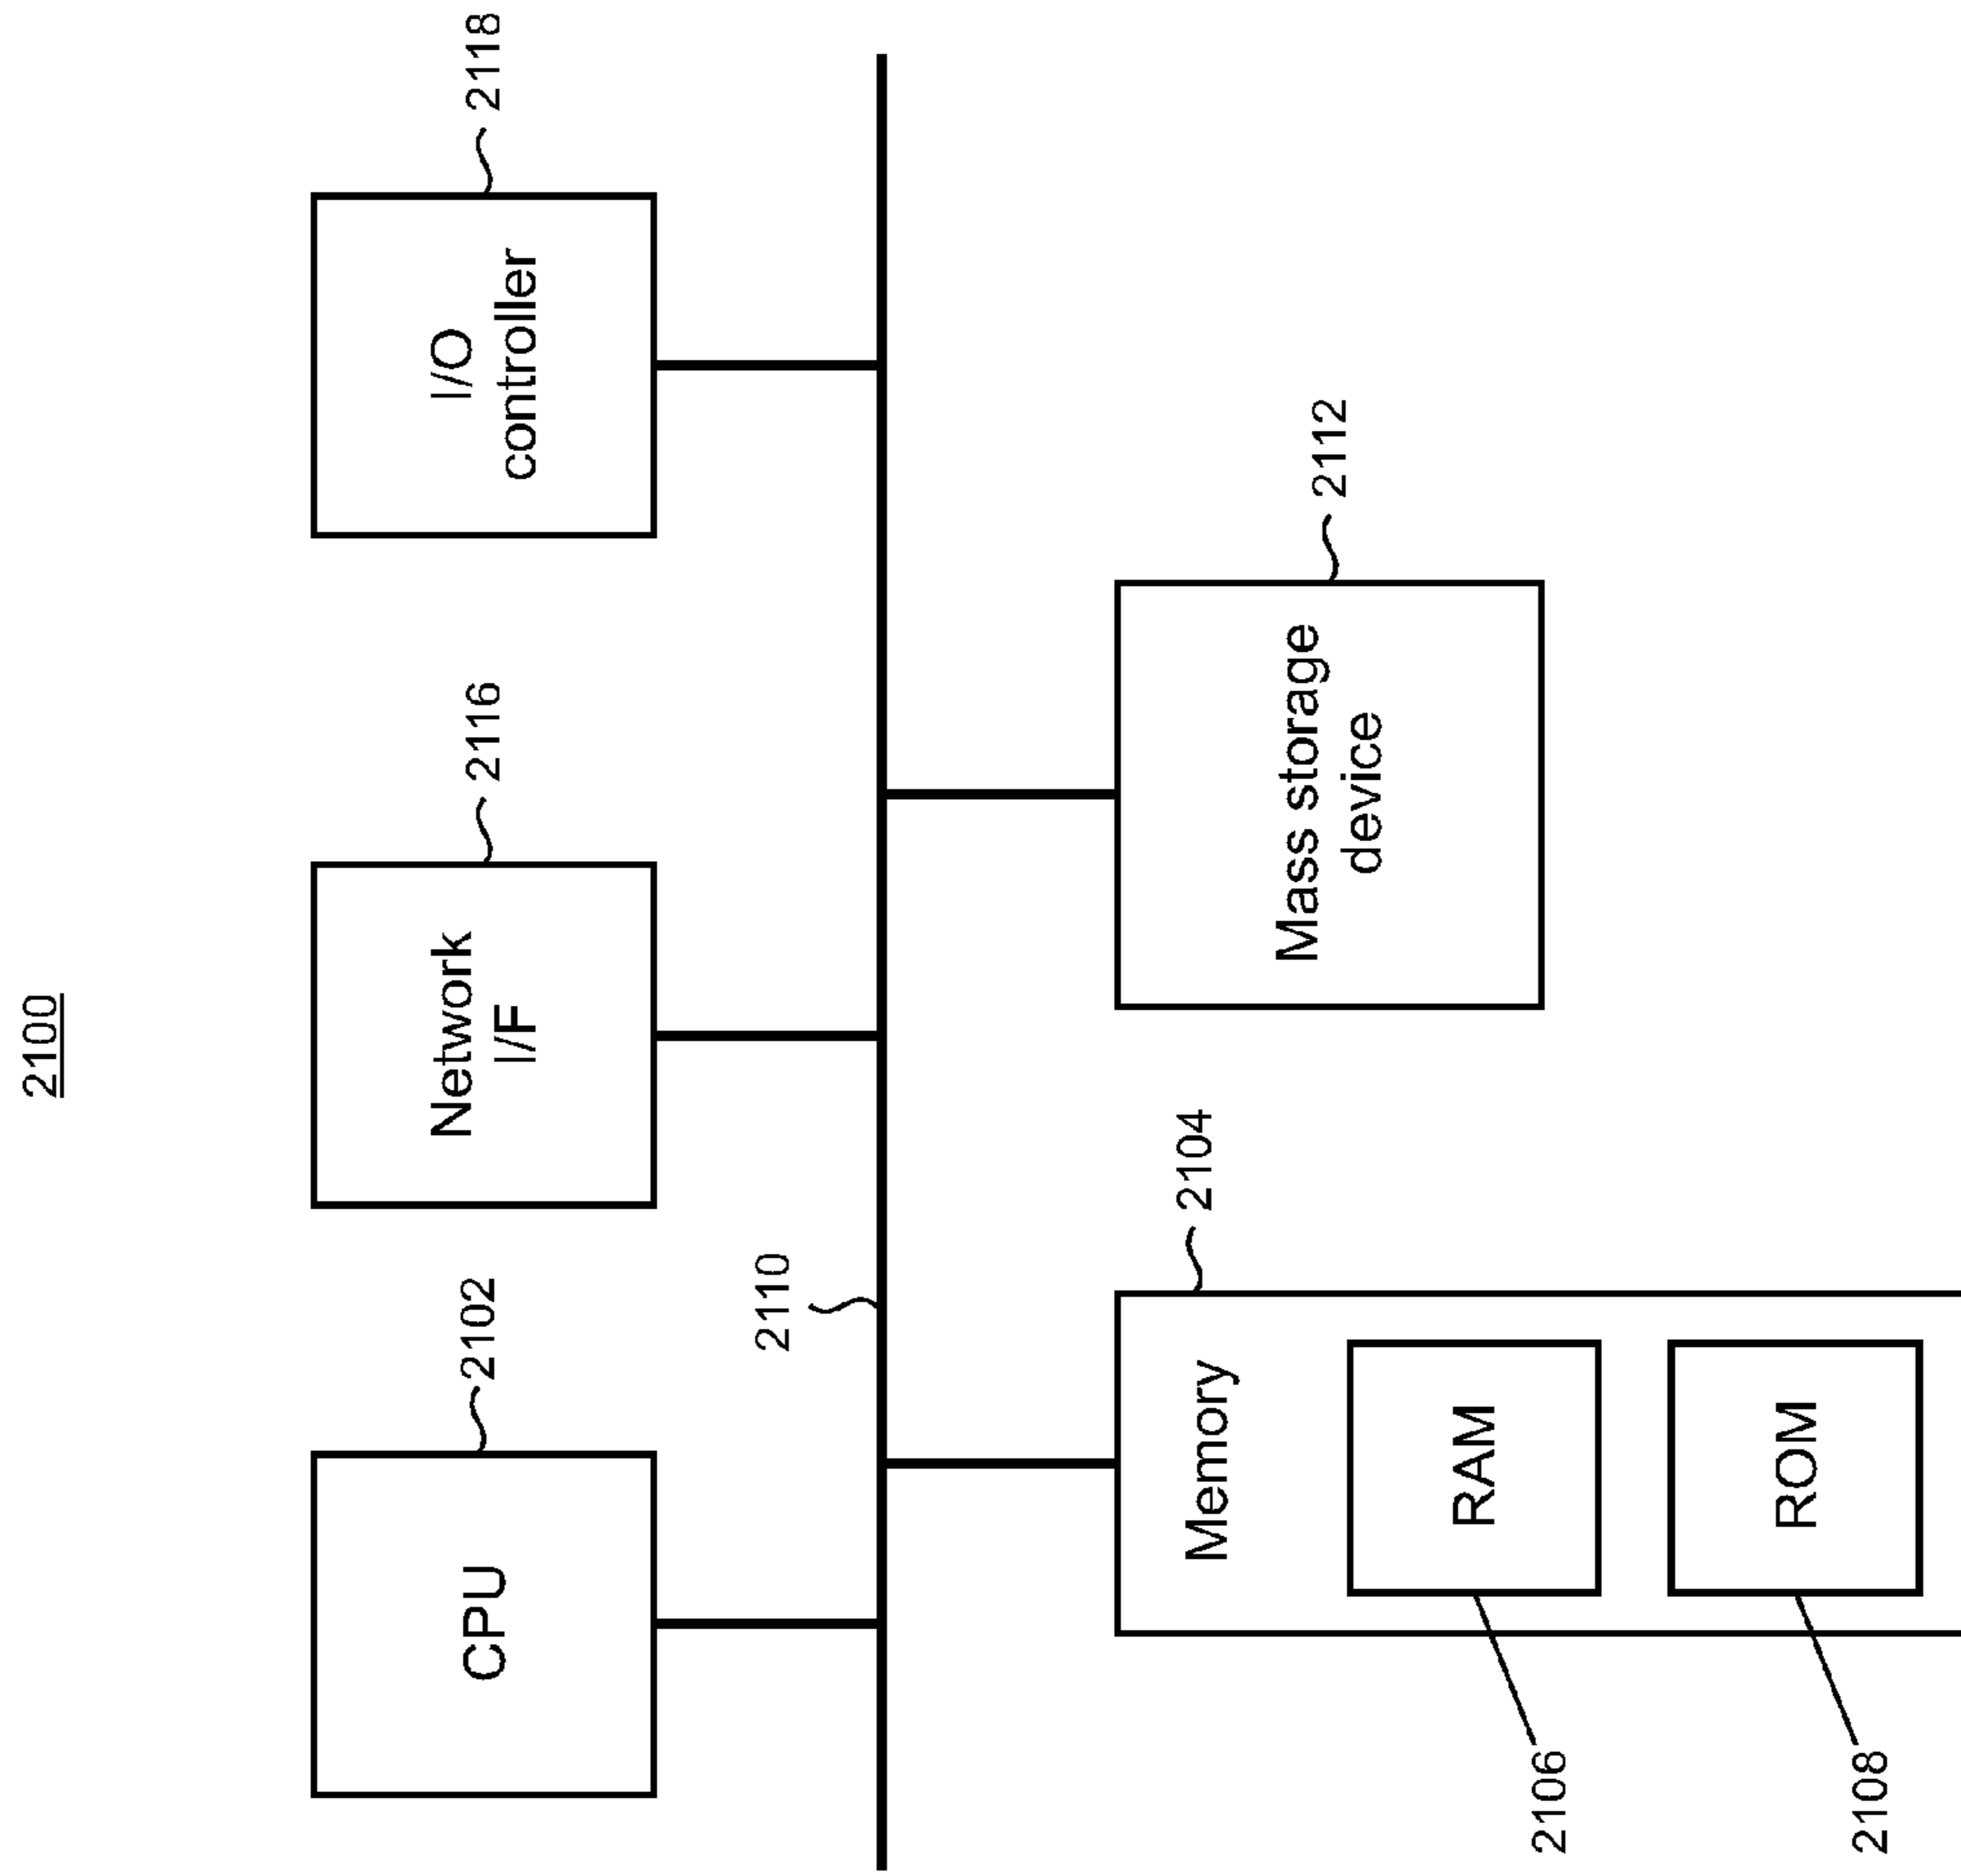 2100
CPU
2102
Network
I/F
2116
I/O
controller
2118
2110
Memory
2104
RAM
2106
ROM
2108
Mass storage
device
2112